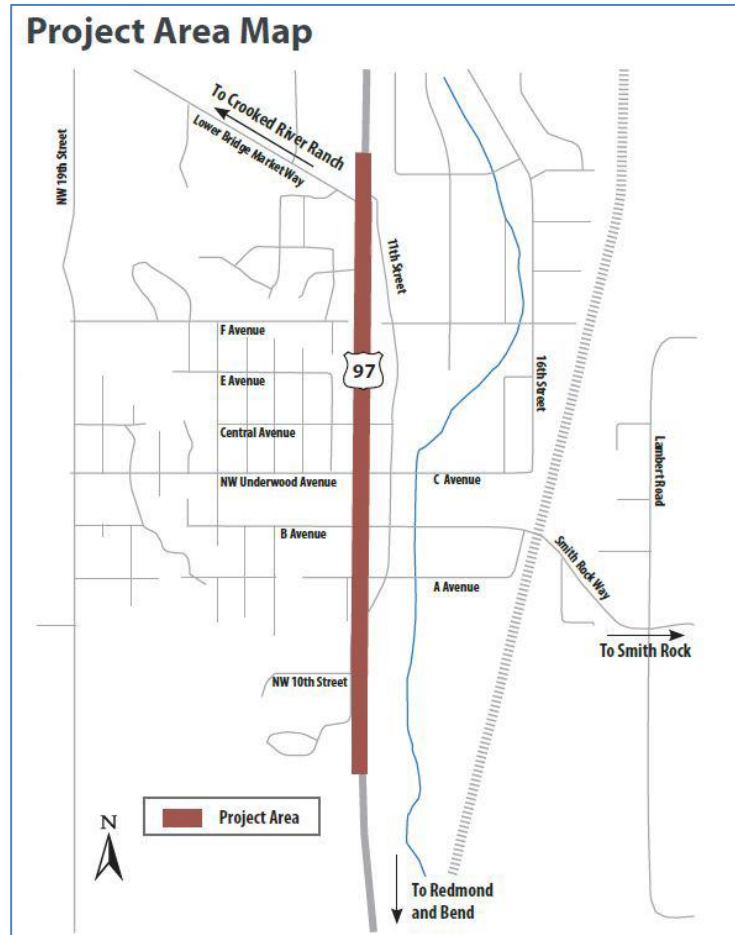 Project Area Map
To Crooked River Ranch
Lower Bridge Market Way
NW 19th Street
11th Street
F Avenue
97
E Avenue
16th Street
Central Avenue
Lambert Road
NW Underwood Avenue
C Avenue
B Avenue
Smith Rock Way
A Avenue
To Smith Rock
NW 10th Street
Project Area
N
To Redmond
and Bend